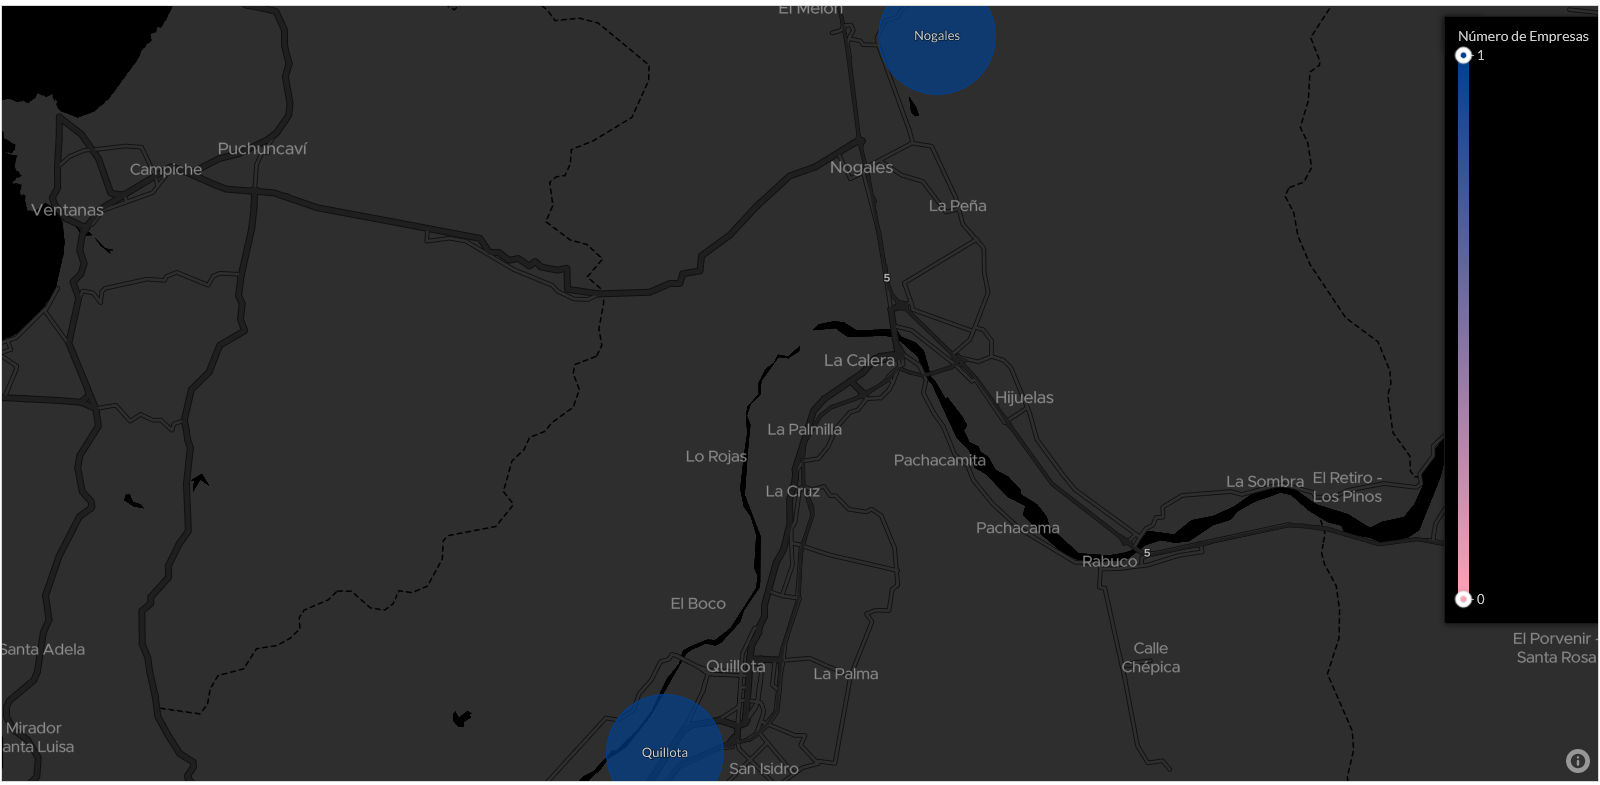 El Melón
Nogales
Número de Empresas
1
Puchuncaví
Campiche
Nogales
Ventanas
La Peña
5
La Calera
Hijuelas
La Palmilla
Lo Rojas
Pachacamita
La Cruz
La Sombra
El Retiro -
Los Pinos
Pachacama
5
Rabuco
El Boco
0
Santa Adela
Quillota
La Palma
Calle
Chépica
El Porvenir -
Santa Rosa
Mirador
anta Luisa
Quillota
San Isidro